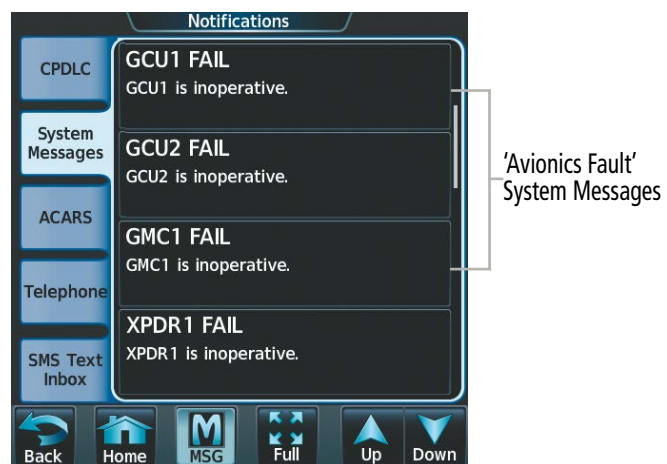 Notifications
CPDLC
System
Messages
ACARS
Telephone
SMS Text
Inbox
GCU1 FAIL
GCU1 is inoperative.
GCU2 FAIL
GCU2 is inoperative.
GMC1 FAIL
GMC1 is inoperative.
XPDR1 FAIL
XPDR1 is inoperative.
'Avionics Fault'
System Messages
Back
Home
M
MSG
Full
Up
Down